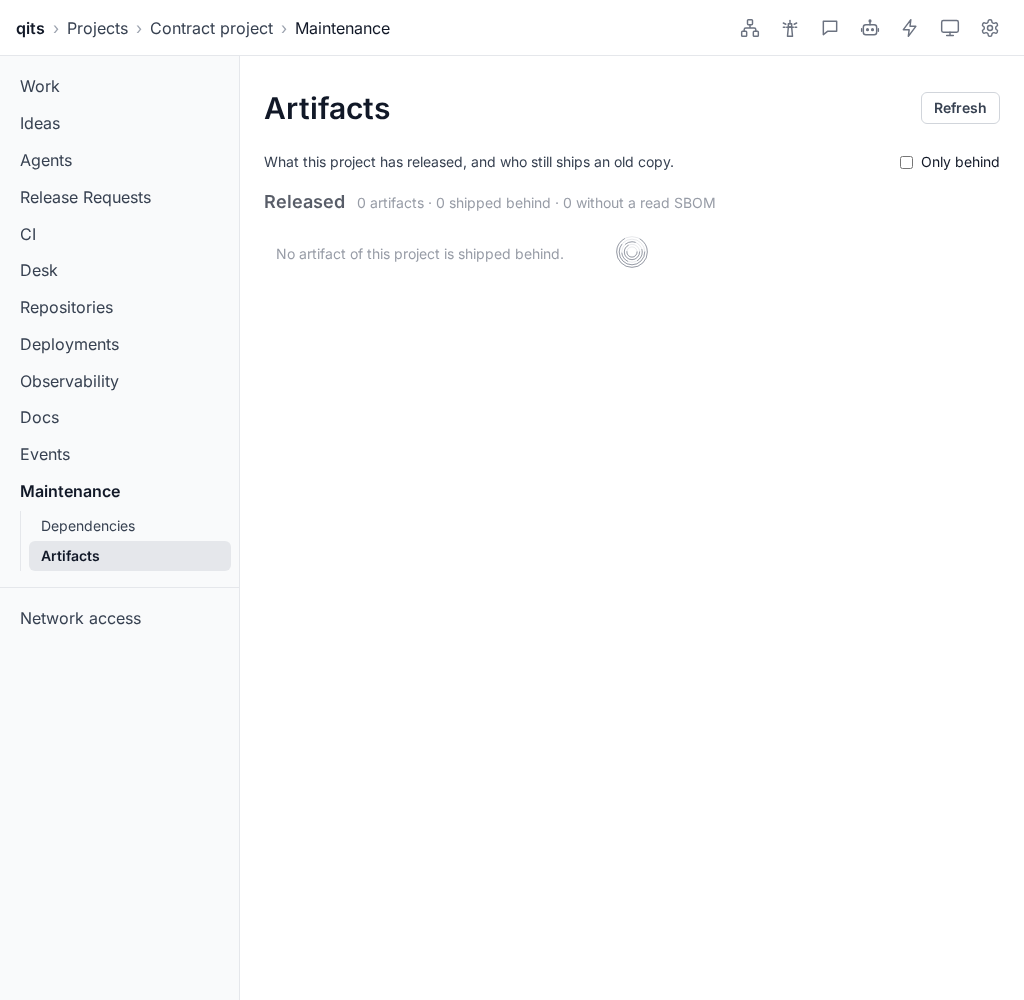 qits › Projects › Contract project › Maintenance
Work
Ideas
Agents
Release Requests
CI
Desk
Repositories
Deployments
Observability
Docs
Events
Maintenance
Dependencies
Artifacts
Network access
Artifacts
Refresh
What this project has released, and who still ships an old copy.
Only behind
Released 0 artifacts · 0 shipped behind · 0 without a read SBOM
No artifact of this project is shipped behind.